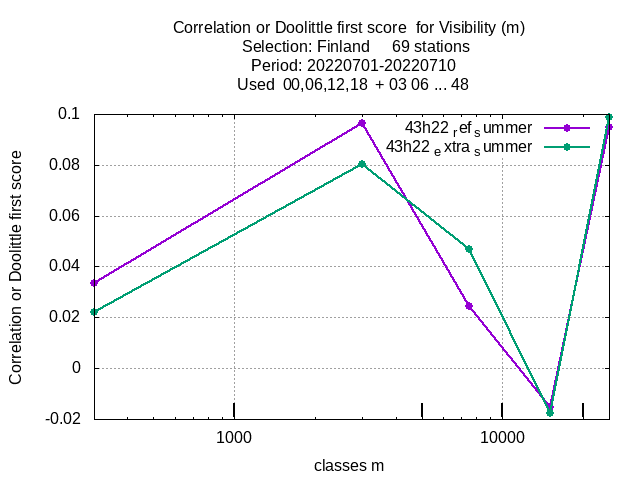 Correlation or Doolittle first score for Visibility (m)
Selection: Finland 69 stations
Period: 20220701-20220710
Used 00,06,12,18 + 03 06 ... 48
43h22 ref summer
43h22 extra summer
Correlation or Doolittle first score
0.1
0.08
0.06
0.04
0.02
0
-0.02
1000 10000
classes m